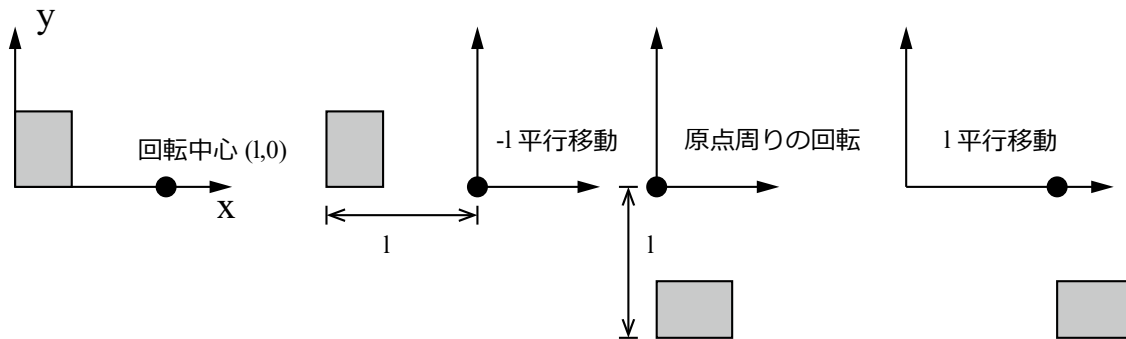 y
回転中心 (l,0)
x
l
-l 平行移動
原点周りの回転
l
l 平行移動